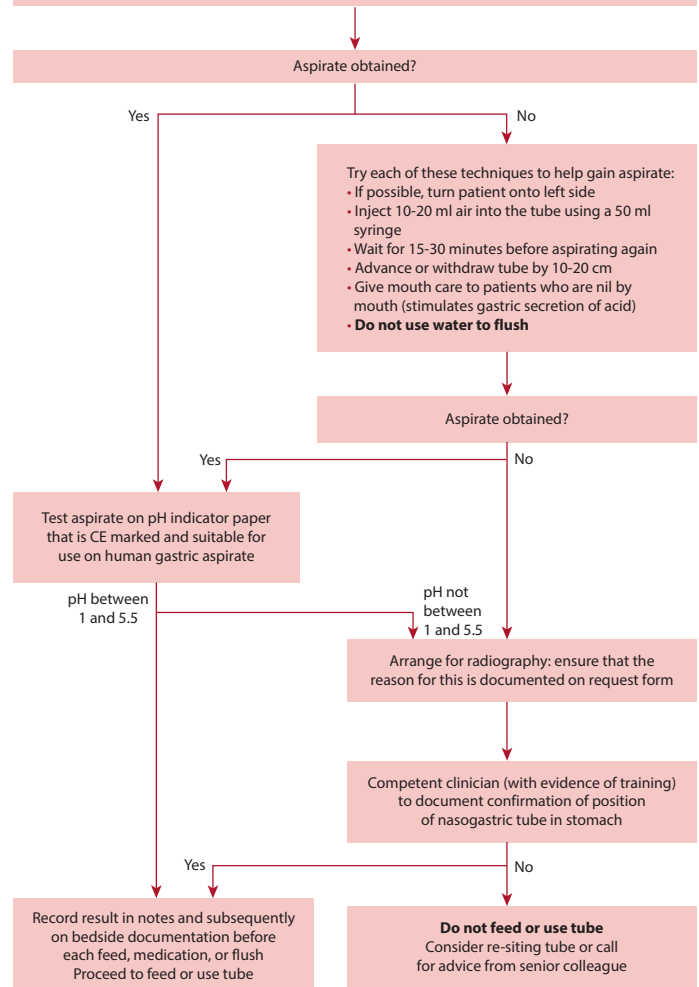 Aspirate obtained?
Yes
No
Try each of these techniques to help gain aspirate:
• If possible, turn patient onto left side
• Inject 10-20 ml air into the tube using a 50 ml
syringe
• Wait for 15-30 minutes before aspirating again
• Advance or withdraw tube by 10-20 cm
• Give mouth care to patients who are nil by
mouth (stimulates gastric secretion of acid)
• Do not use water to flush
Aspirate obtained?
Yes
No
Test aspirate on pH indicator paper
that is CE marked and suitable for
use on human gastric aspirate
pH between
1 and 5.5
pH not
between
1 and 5.5
Arrange for radiography: ensure that the
reason for this is documented on request form
Competent clinician (with evidence of training)
to document confirmation of position
of nasogastric tube in stomach
Yes
No
Record result in notes and subsequently
on bedside documentation before
each feed, medication, or flush
Proceed to feed or use tube
Do not feed or use tube
Consider re-siting tube or call
for advice from senior colleague